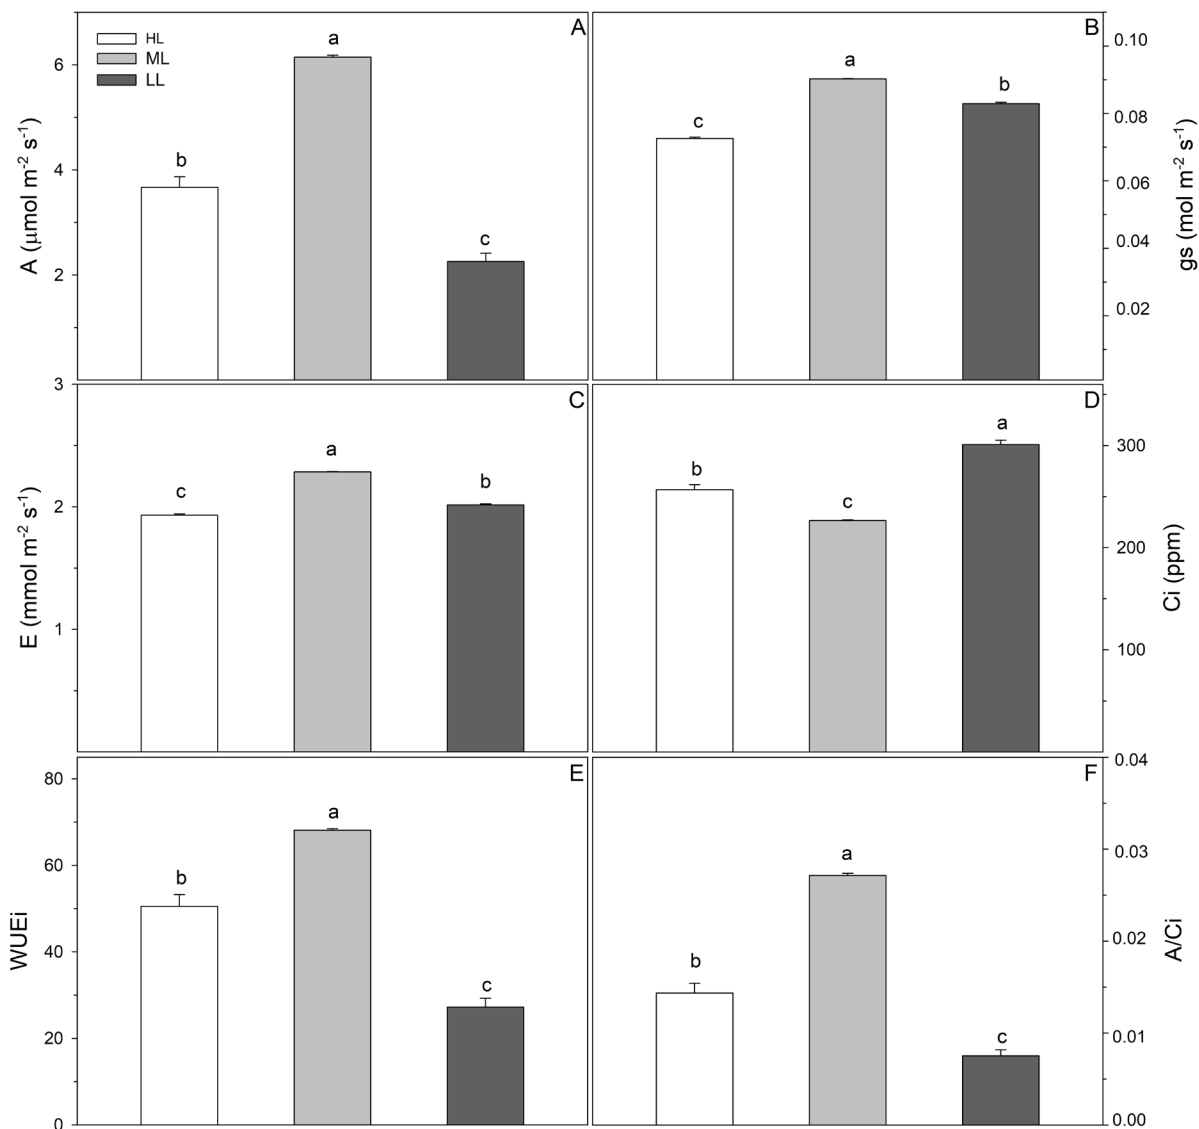 A
HL
ML
LL
a
b
c
6
4
2
A (μmol m⁻² s⁻¹)
B
a
b
c
0.10
0.08
0.06
0.04
0.02
gs (mol m⁻² s⁻¹)
C
3
2
1
a
c
b
E (mmol m⁻² s⁻¹)
D
a
b
c
300
200
100
Ci (ppm)
E
80
60
40
20
0
a
b
c
WUEi
F
a
b
c
0.04
0.03
0.02
0.01
0.00
A/Ci